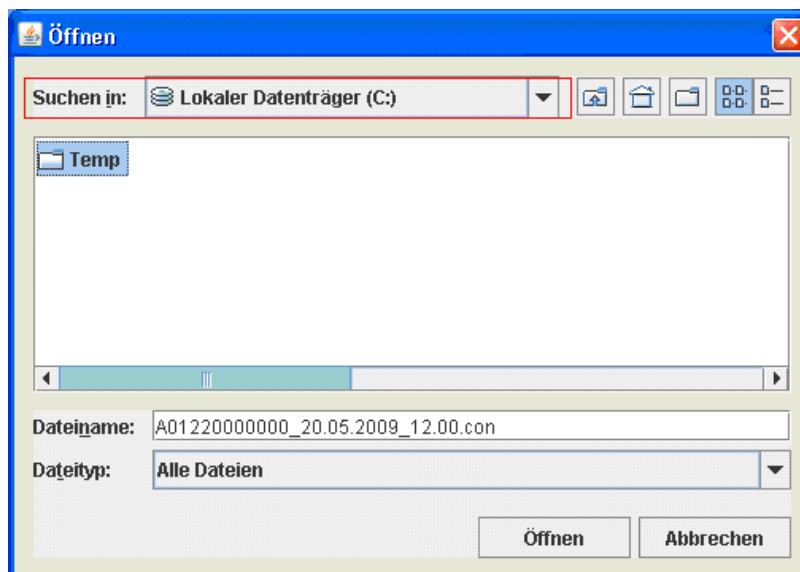 Öffnen
Suchen in: Lokaler Datenträger (C:)
Temp
Dateiname: A01220000000_20.05.2009_12.00.con
Dateityp: Alle Dateien
Öffnen Abbrechen